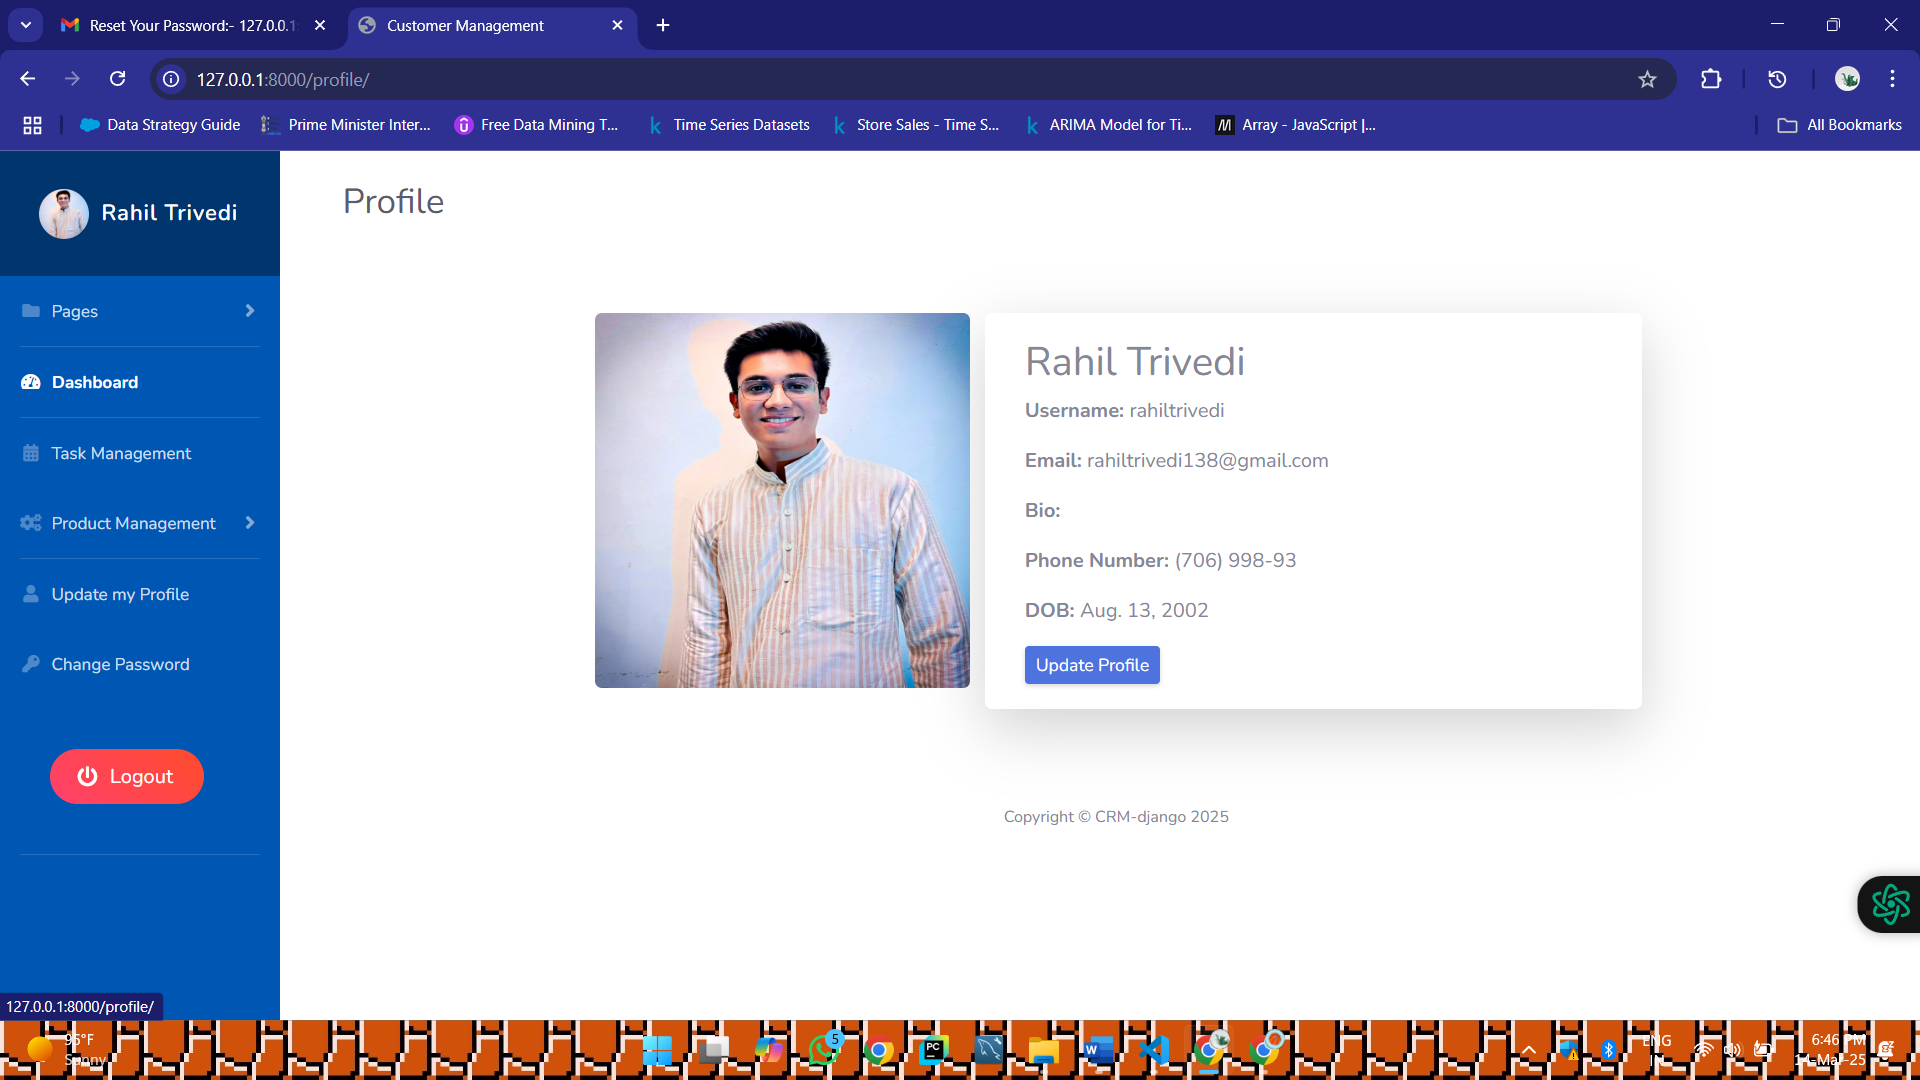 Reset Your Password:- 127.0.0.1:
Customer Management
127.0.0.1:8000/profile/
Data Strategy Guide
Prime Minister Inter...
Free Data Mining T...
Time Series Datasets
Store Sales - Time S...
ARIMA Model for Ti...
Array - JavaScript |...
All Bookmarks
Rahil Trivedi
Pages
Dashboard
Task Management
Product Management
Update my Profile
Change Password
Logout
Profile
Rahil Trivedi
Username: rahiltrivedi
Email: rahiltrivedi138@gmail.com
Bio:
Phone Number: (706) 998-93
DOB: Aug. 13, 2002
Update Profile
Copyright © CRM-django 2025
127.0.0.1:8000/profile/
Sunny
5
PC
W
ENG
IN
6:46 PM
14-Mar-25